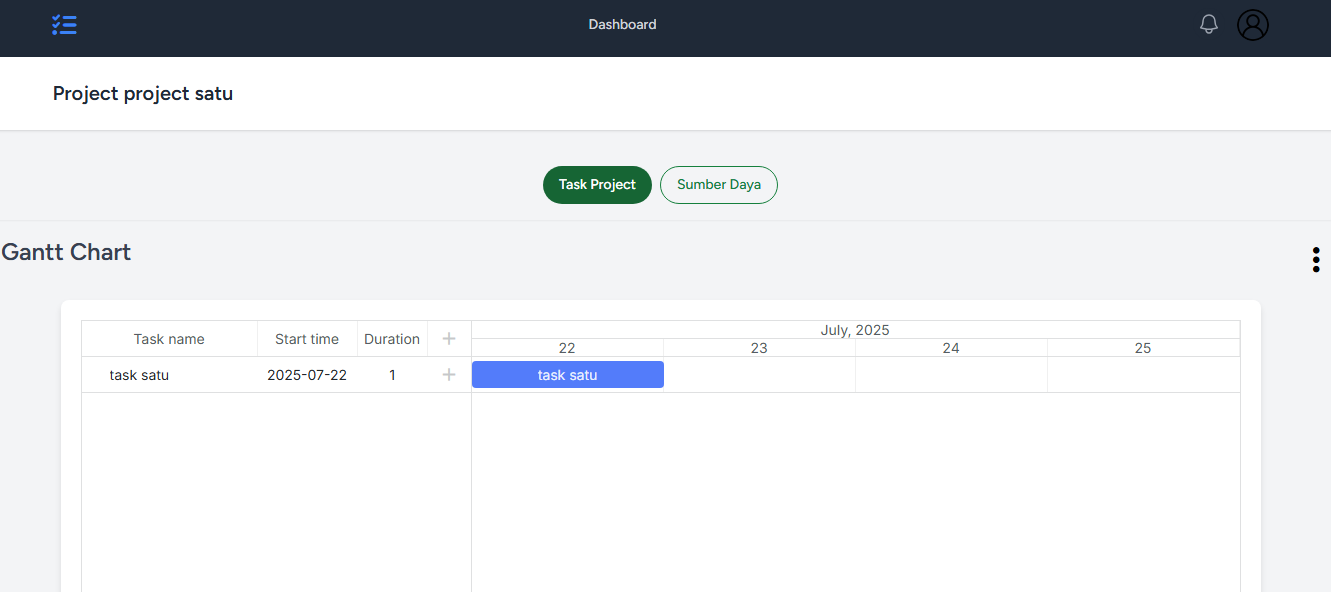 Dashboard
Project project satu
Task Project Sumber Daya
Gantt Chart
Task name Start time Duration July, 2025
22 23 24 25
task satu 2025-07-22 1 task satu